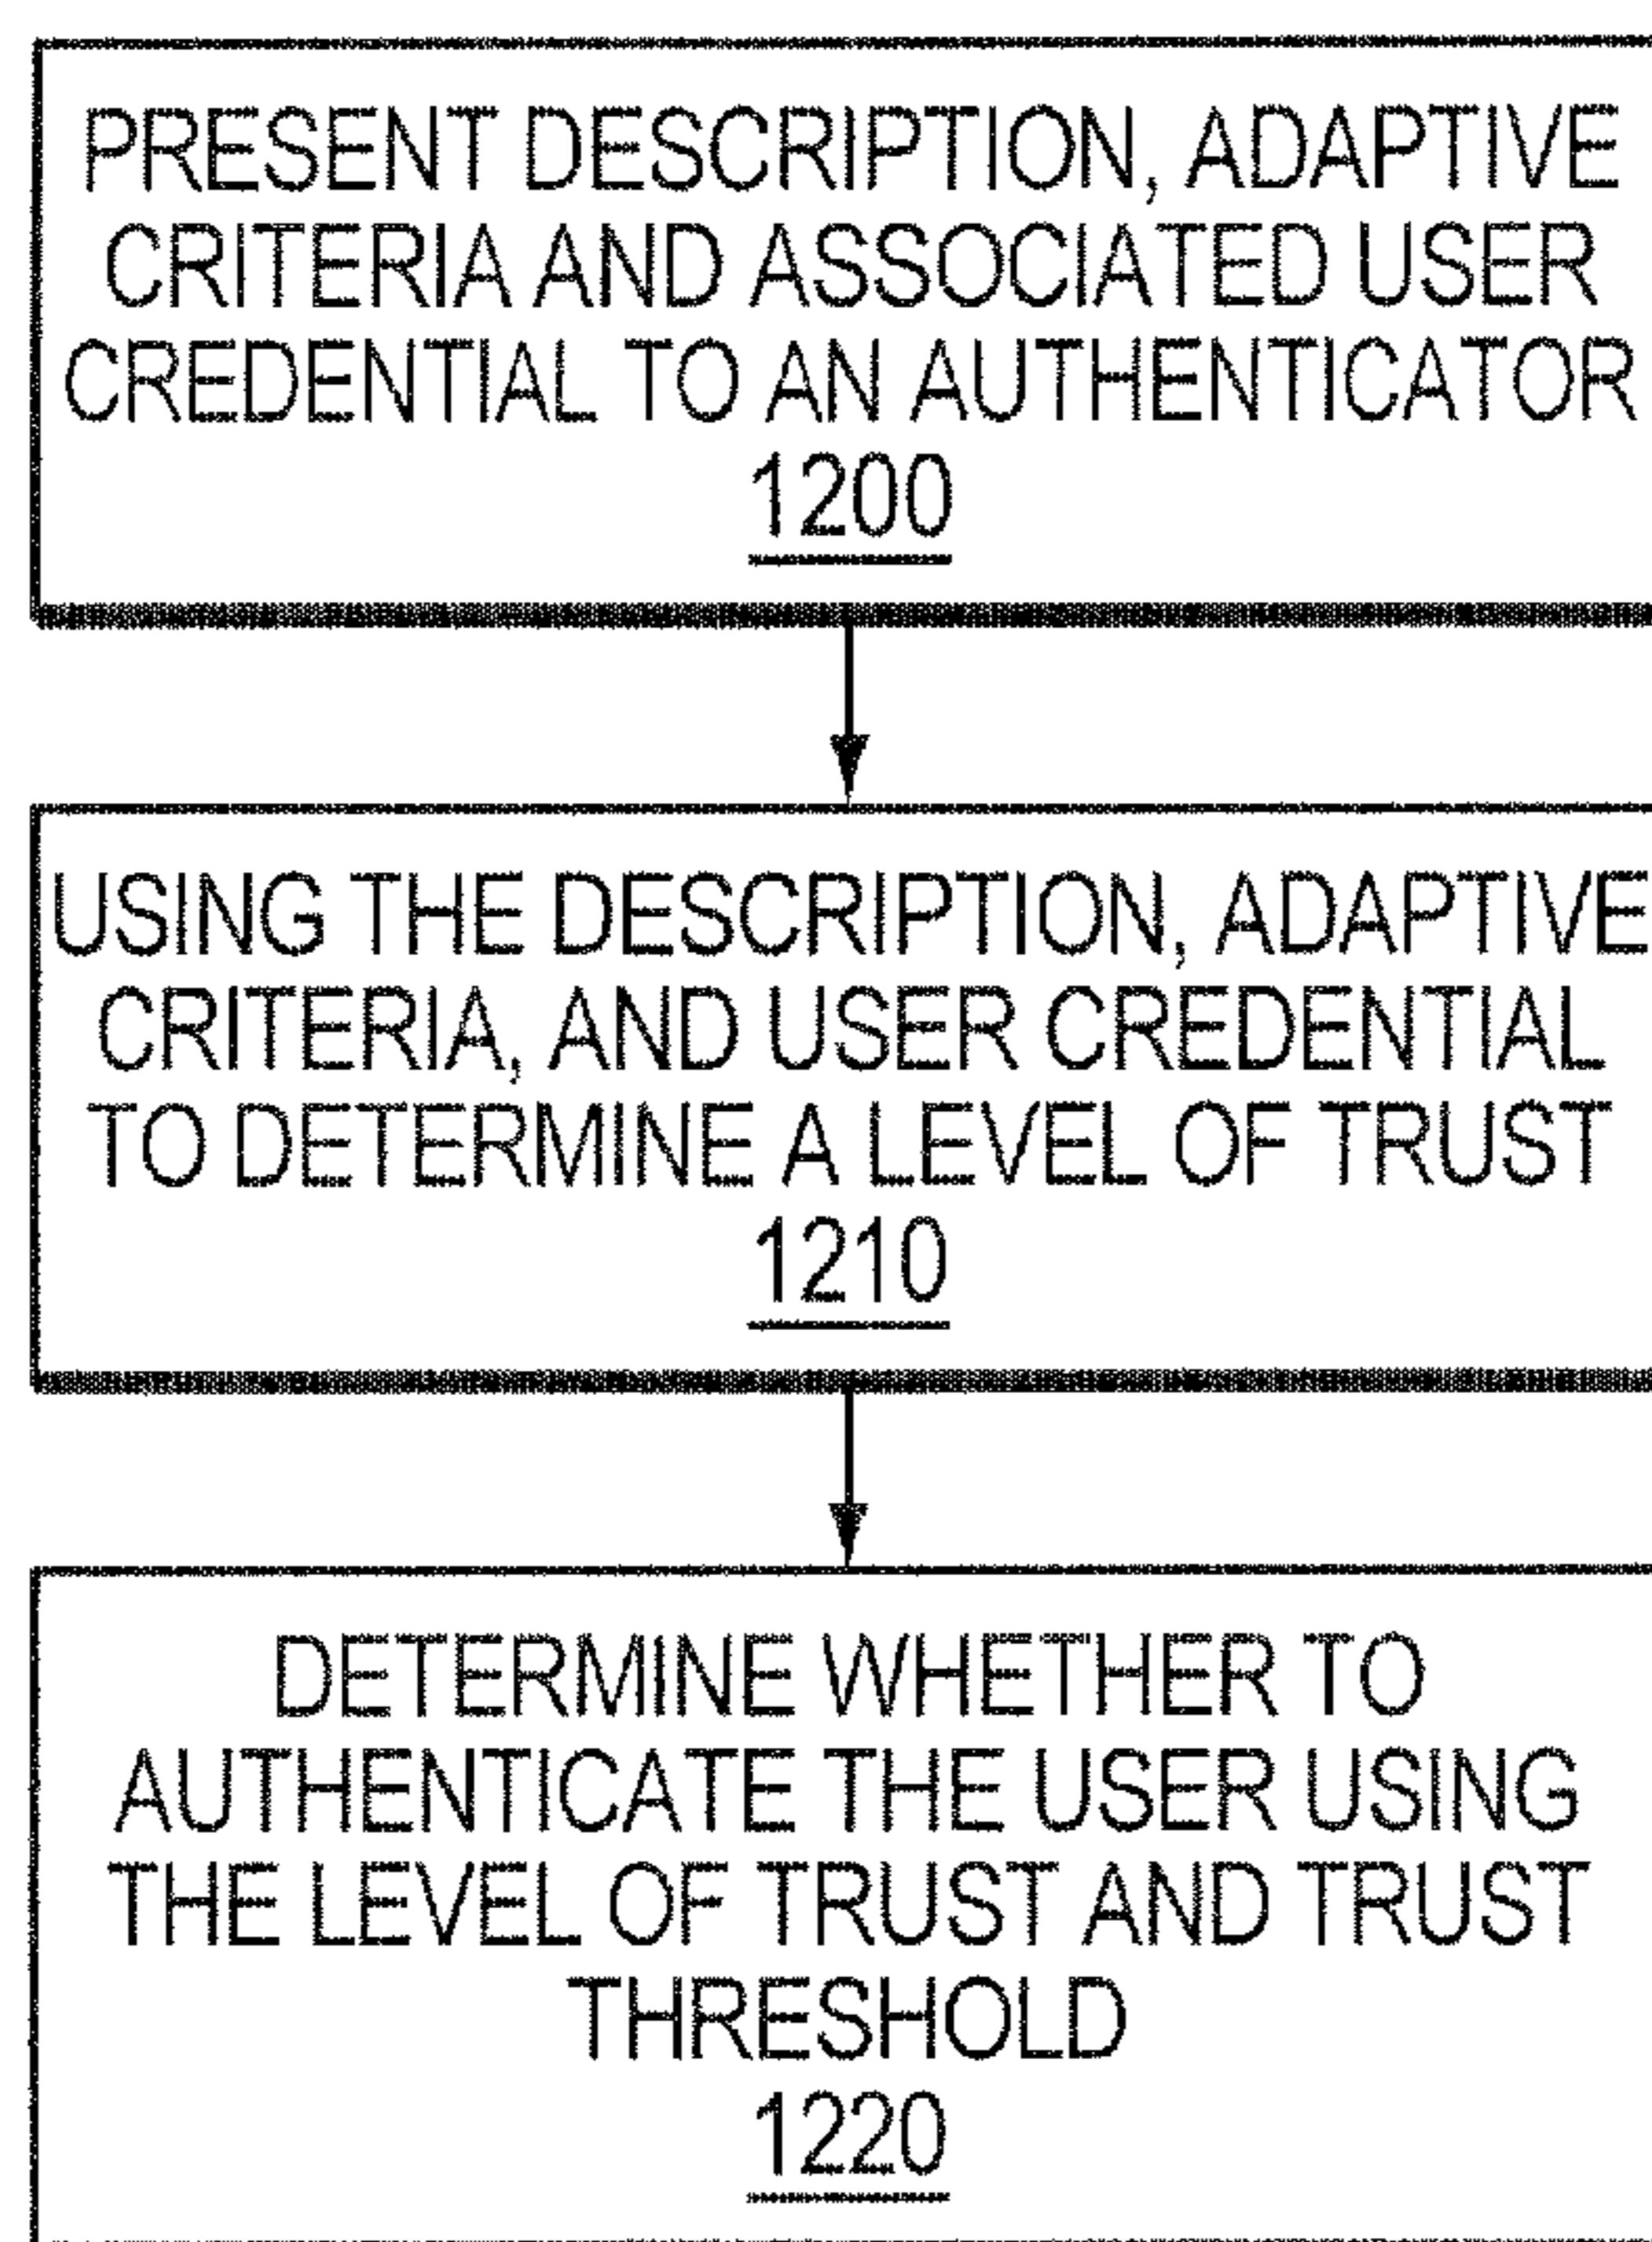 PRESENT DESCRIPTION, ADAPTIVE
CRITERIA AND ASSOCIATED USER
CREDENTIAL TO AN AUTHENTICATOR
1200
USING THE DESCRIPTION, ADAPTIVE
CRITERIA, AND USER CREDENTIAL
TO DETERMINE A LEVEL OF TRUST
1210
DETERMINE WHETHER TO
AUTHENTICATE THE USER USING
THE LEVEL OF TRUST AND TRUST
THRESHOLD
1220